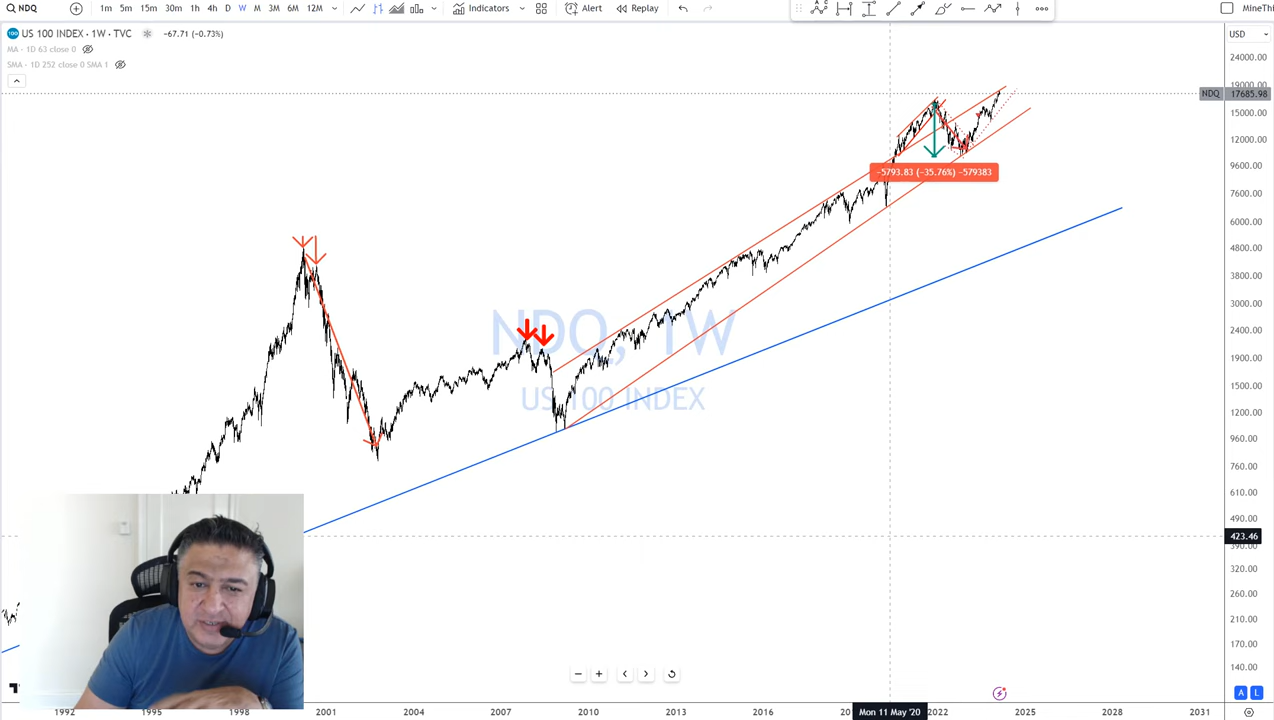 NDQ
1m 5m 15m 30m 1h 4h D W M 3M 6M 12M Indicators Alert Replay MineTh
100 US 100 INDEX · 1W · TVC −67.71 (−0.73%)
MA · 1D 63 close 0
SMA · 1D 252 close 0 SMA 1
USD
24000.00
19000.00
NDQ 17685.98
15000.00
12000.00
9600.00
−5793.83 (−35.76%) −579383
7600.00
6000.00
4800.00
3800.00
3000.00
NDQ, 1W
2400.00
1900.00
1500.00
US 100 INDEX
1200.00
960.00
760.00
610.00
490.00
423.46
390.00
320.00
260.00
210.00
170.00
140.00
A L
1992 1995 1998 2001 2004 2007 2010 2013 2016 Mon 11 May '20 2022 2025 2028 2031